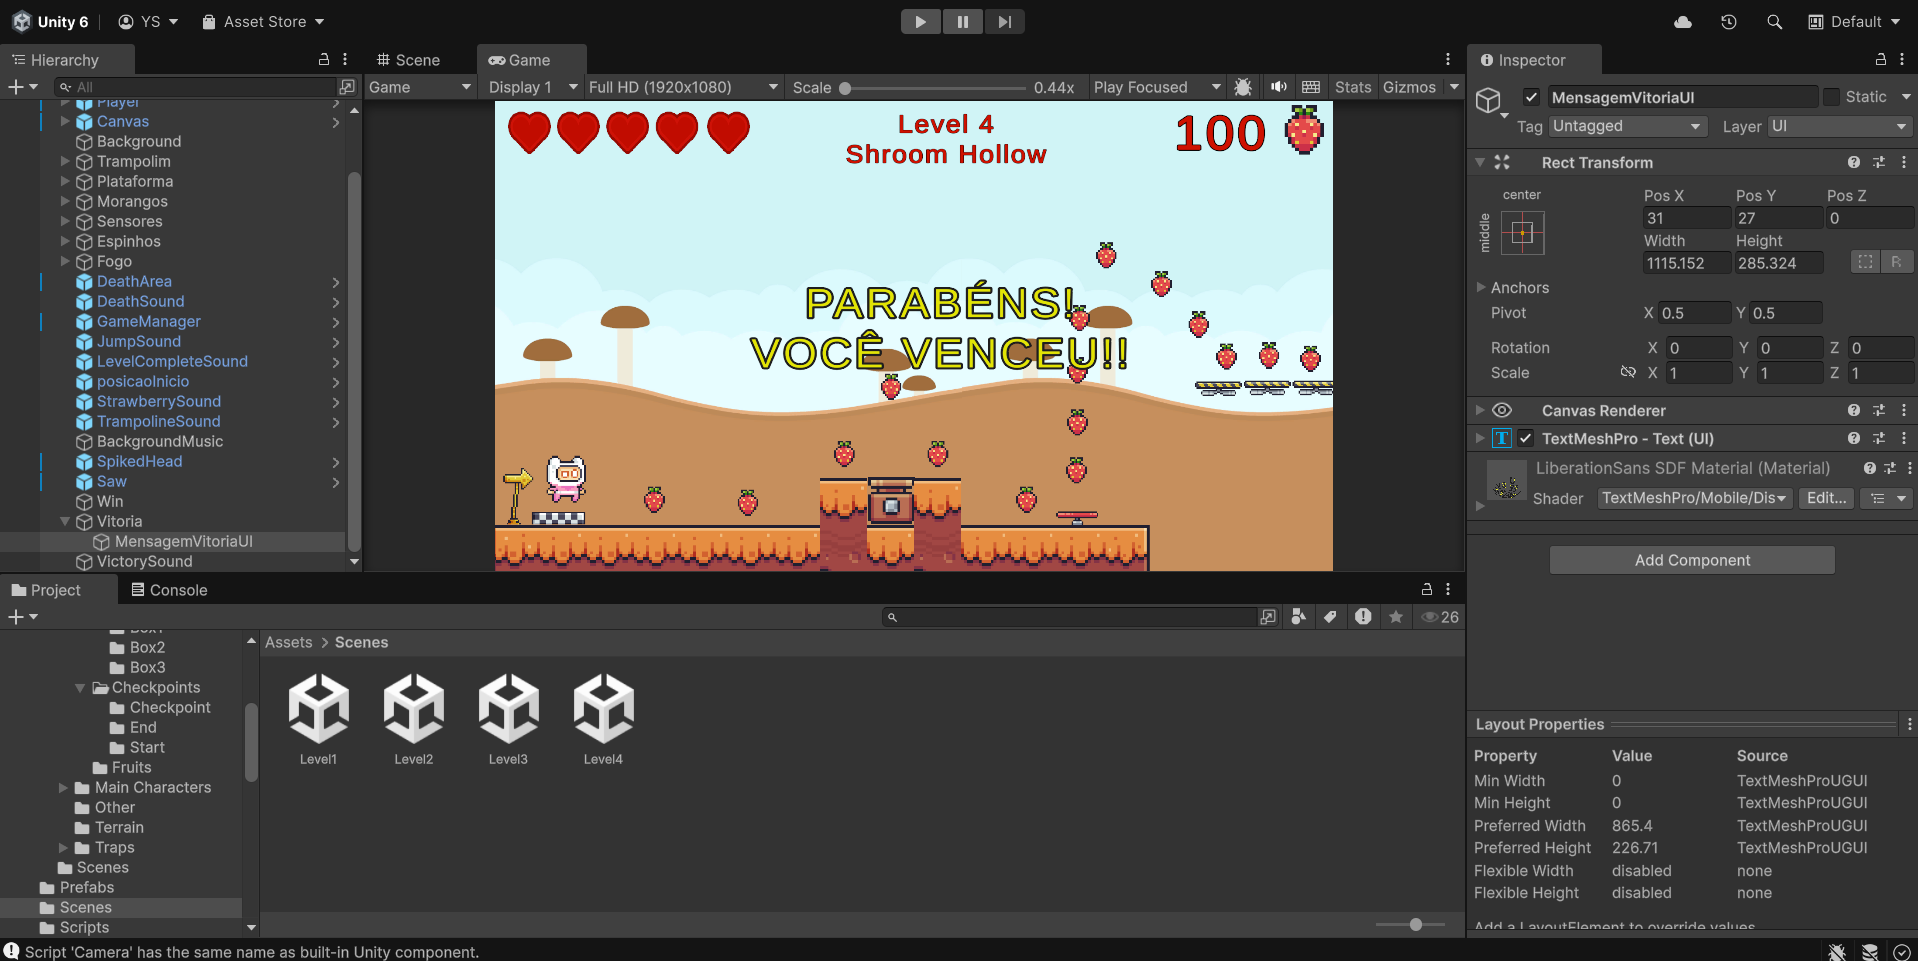 Unity 6
YS
Asset Store
Default
Hierarchy
Scene
Game
Inspector
All
Game
Display 1
Full HD (1920x1080)
Scale
0.44x
Play Focused
Stats
Gizmos
Player
Canvas
Background
Trampolim
Plataforma
Morangos
Sensores
Espinhos
Fogo
DeathArea
DeathSound
GameManager
JumpSound
LevelCompleteSound
posicaoInicio
StrawberrySound
TrampolineSound
BackgroundMusic
SpikedHead
Saw
Win
Vitoria
MensagemVitoriaUI
VictorySound
Level 4
Shroom Hollow
100
PARABÉNS!
VOCÊ VENCEU!!
MensagemVitoriaUI
Static
Tag
Untagged
Layer
UI
Rect Transform
center
middle
Pos X
Pos Y
Pos Z
31
27
0
Width
Height
1115.152
285.324
R
Anchors
Pivot
X 0.5
Y 0.5
Rotation
X 0
Y 0
Z 0
Scale
X 1
Y 1
Z 1
Canvas Renderer
TextMeshPro - Text (UI)
LiberationSans SDF Material (Material)
Shader
TextMeshPro/Mobile/Dis
Edit...
Add Component
Layout Properties
Property Value Source
Min Width 0 TextMeshProUGUI
Min Height 0 TextMeshProUGUI
Preferred Width 865.4 TextMeshProUGUI
Preferred Height 226.71 TextMeshProUGUI
Flexible Width disabled none
Flexible Height disabled none
Add a LayoutElement to override values
Project
Console
26
Box1
Box2
Box3
Checkpoints
Checkpoint
End
Start
Fruits
Main Characters
Other
Terrain
Traps
Scenes
Prefabs
Scenes
Scripts
Assets > Scenes
Level1
Level2
Level3
Level4
Script 'Camera' has the same name as built-in Unity component.